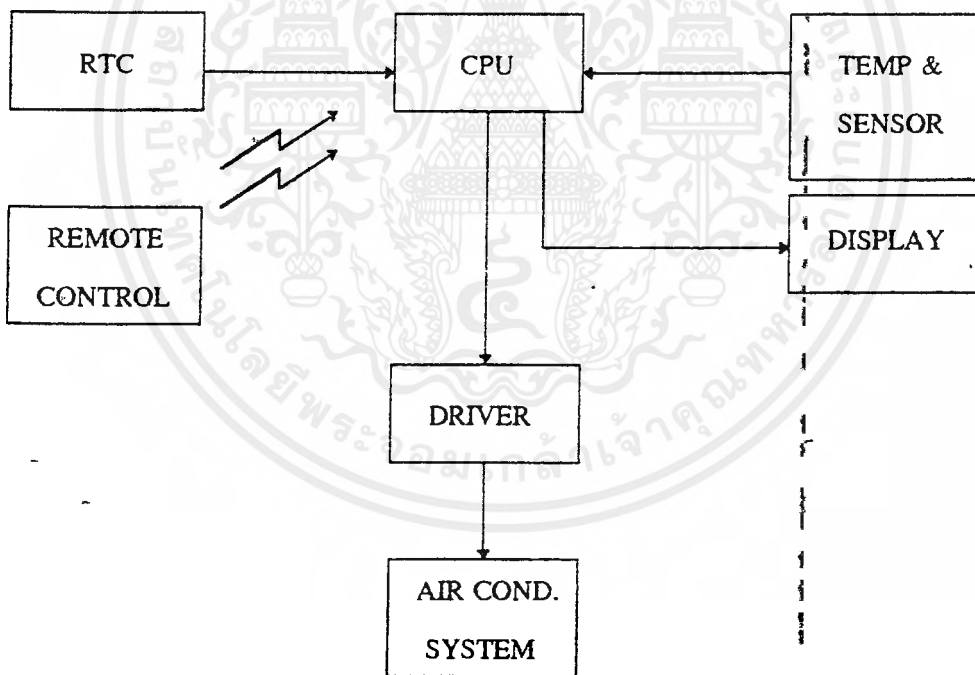 RTC
CPU
TEMP &
SENSOR
REMOTE
CONTROL
DISPLAY
DRIVER
AIR COND.
SYSTEM